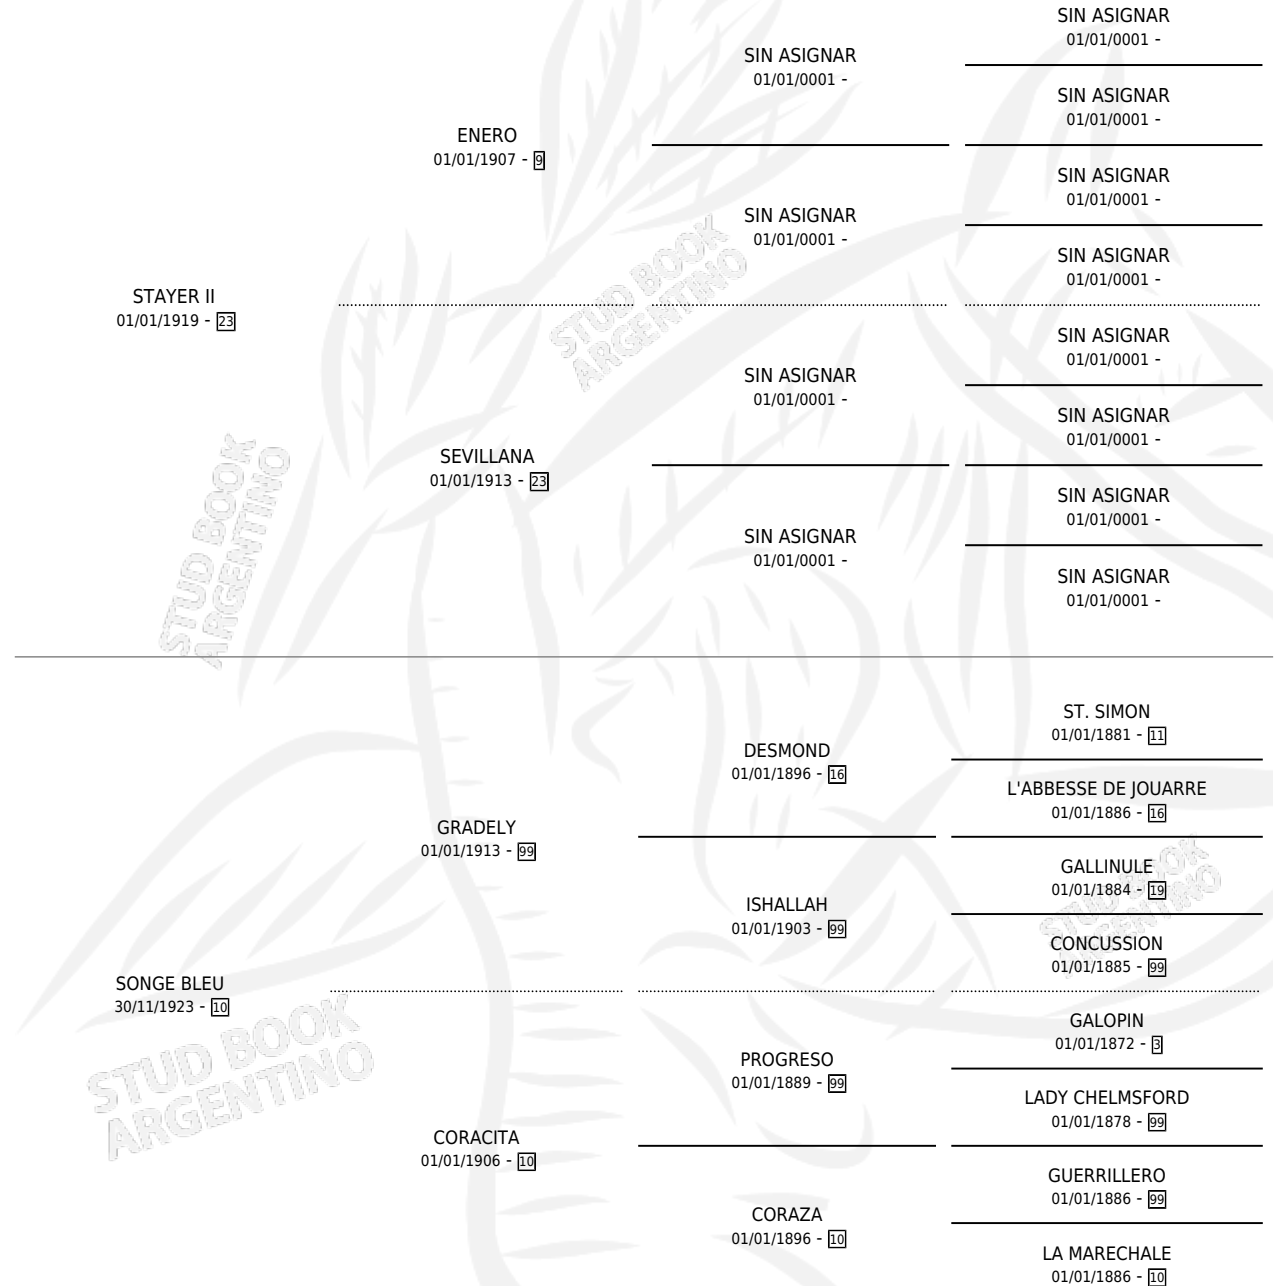 SIN ASIGNAR
01/01/0001 -
SIN ASIGNAR
01/01/0001 -
SIN ASIGNAR
01/01/0001 -
ENERO
01/01/1907 - 9
SIN ASIGNAR
01/01/0001 -
SIN ASIGNAR
01/01/0001 -
SIN ASIGNAR
01/01/0001 -
STAYER II
01/01/1919 - 23
SIN ASIGNAR
01/01/0001 -
SIN ASIGNAR
01/01/0001 -
SIN ASIGNAR
01/01/0001 -
SEVILLANA
01/01/1913 - 23
SIN ASIGNAR
01/01/0001 -
SIN ASIGNAR
01/01/0001 -
SIN ASIGNAR
01/01/0001 -
STUD BOOK
ARGENTINO
STUD BOOK
ARGENTINO
ST. SIMON
01/01/1881 - 11
DESMOND
01/01/1896 - 16
L'ABBESSE DE JOUARRE
01/01/1886 - 16
GRADELY
01/01/1913 - 99
GALLINULE
01/01/1884 - 19
ISHALLAH
01/01/1903 - 99
CONCUSSION
01/01/1885 - 99
STUD BOOK
ARGENTINO
SONGE BLEU
30/11/1923 - 10
GALOPIN
01/01/1872 - 3
PROGRESO
01/01/1889 - 99
LADY CHELMSFORD
01/01/1878 - 99
STUD BOOK
ARGENTINO
CORACITA
01/01/1906 - 10
GUERRILLERO
01/01/1886 - 99
CORAZA
01/01/1896 - 10
LA MARECHALE
01/01/1886 - 10